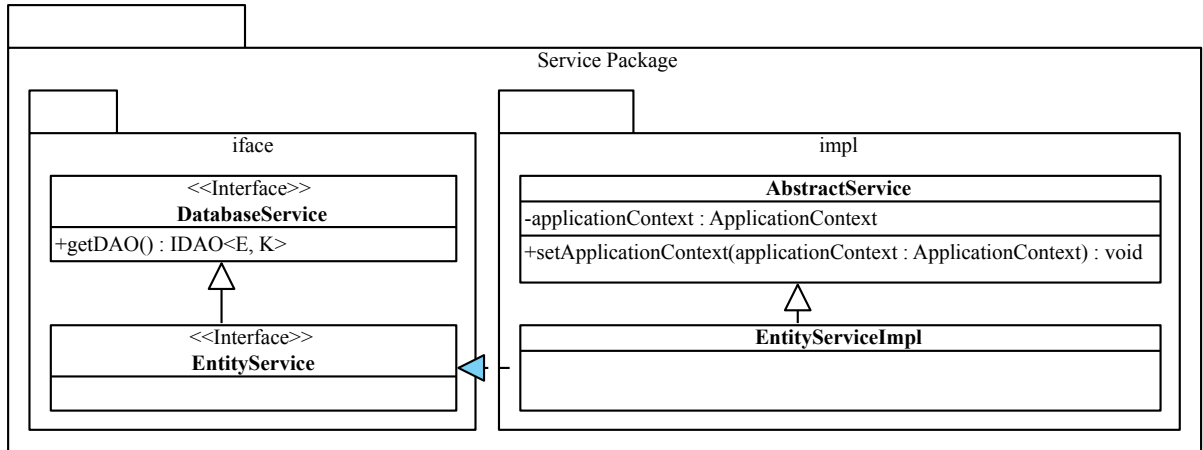 Service Package
iface
<<Interface>>
DatabaseService
+getDAO() : IDAO<E, K>
<<Interface>>
EntityService
impl
AbstractService
-applicationContext : ApplicationContext
+setApplicationContext(applicationContext : ApplicationContext) : void
EntityServiceImpl